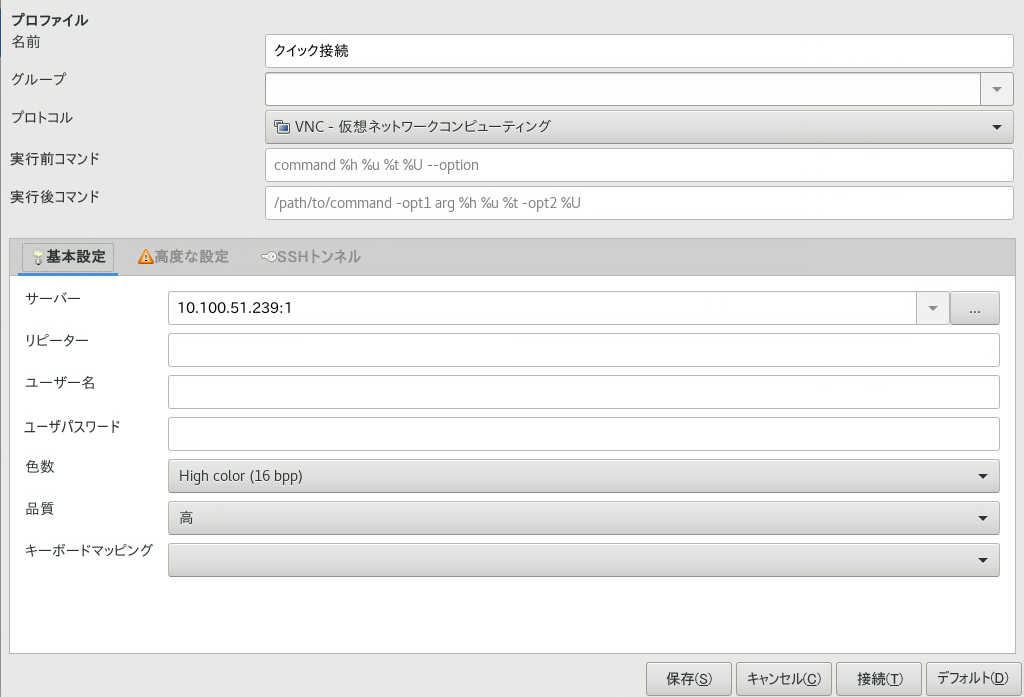 プロファイル
名前
クイック接続
グループ
プロトコル
VNC - 仮想ネットワークコンピューティング
実行前コマンド
command %h %u %t %U --option
実行後コマンド
/path/to/command -opt1 arg %h %u %t -opt2 %U
基本設定 高度な設定 SSHトンネル
サーバー
10.100.51.239:1
...
リピーター
ユーザー名
ユーザパスワード
色数
High color (16 bpp)
品質
高
キーボードマッピング
保存(S) キャンセル(C) 接続(T) デフォルト(D)